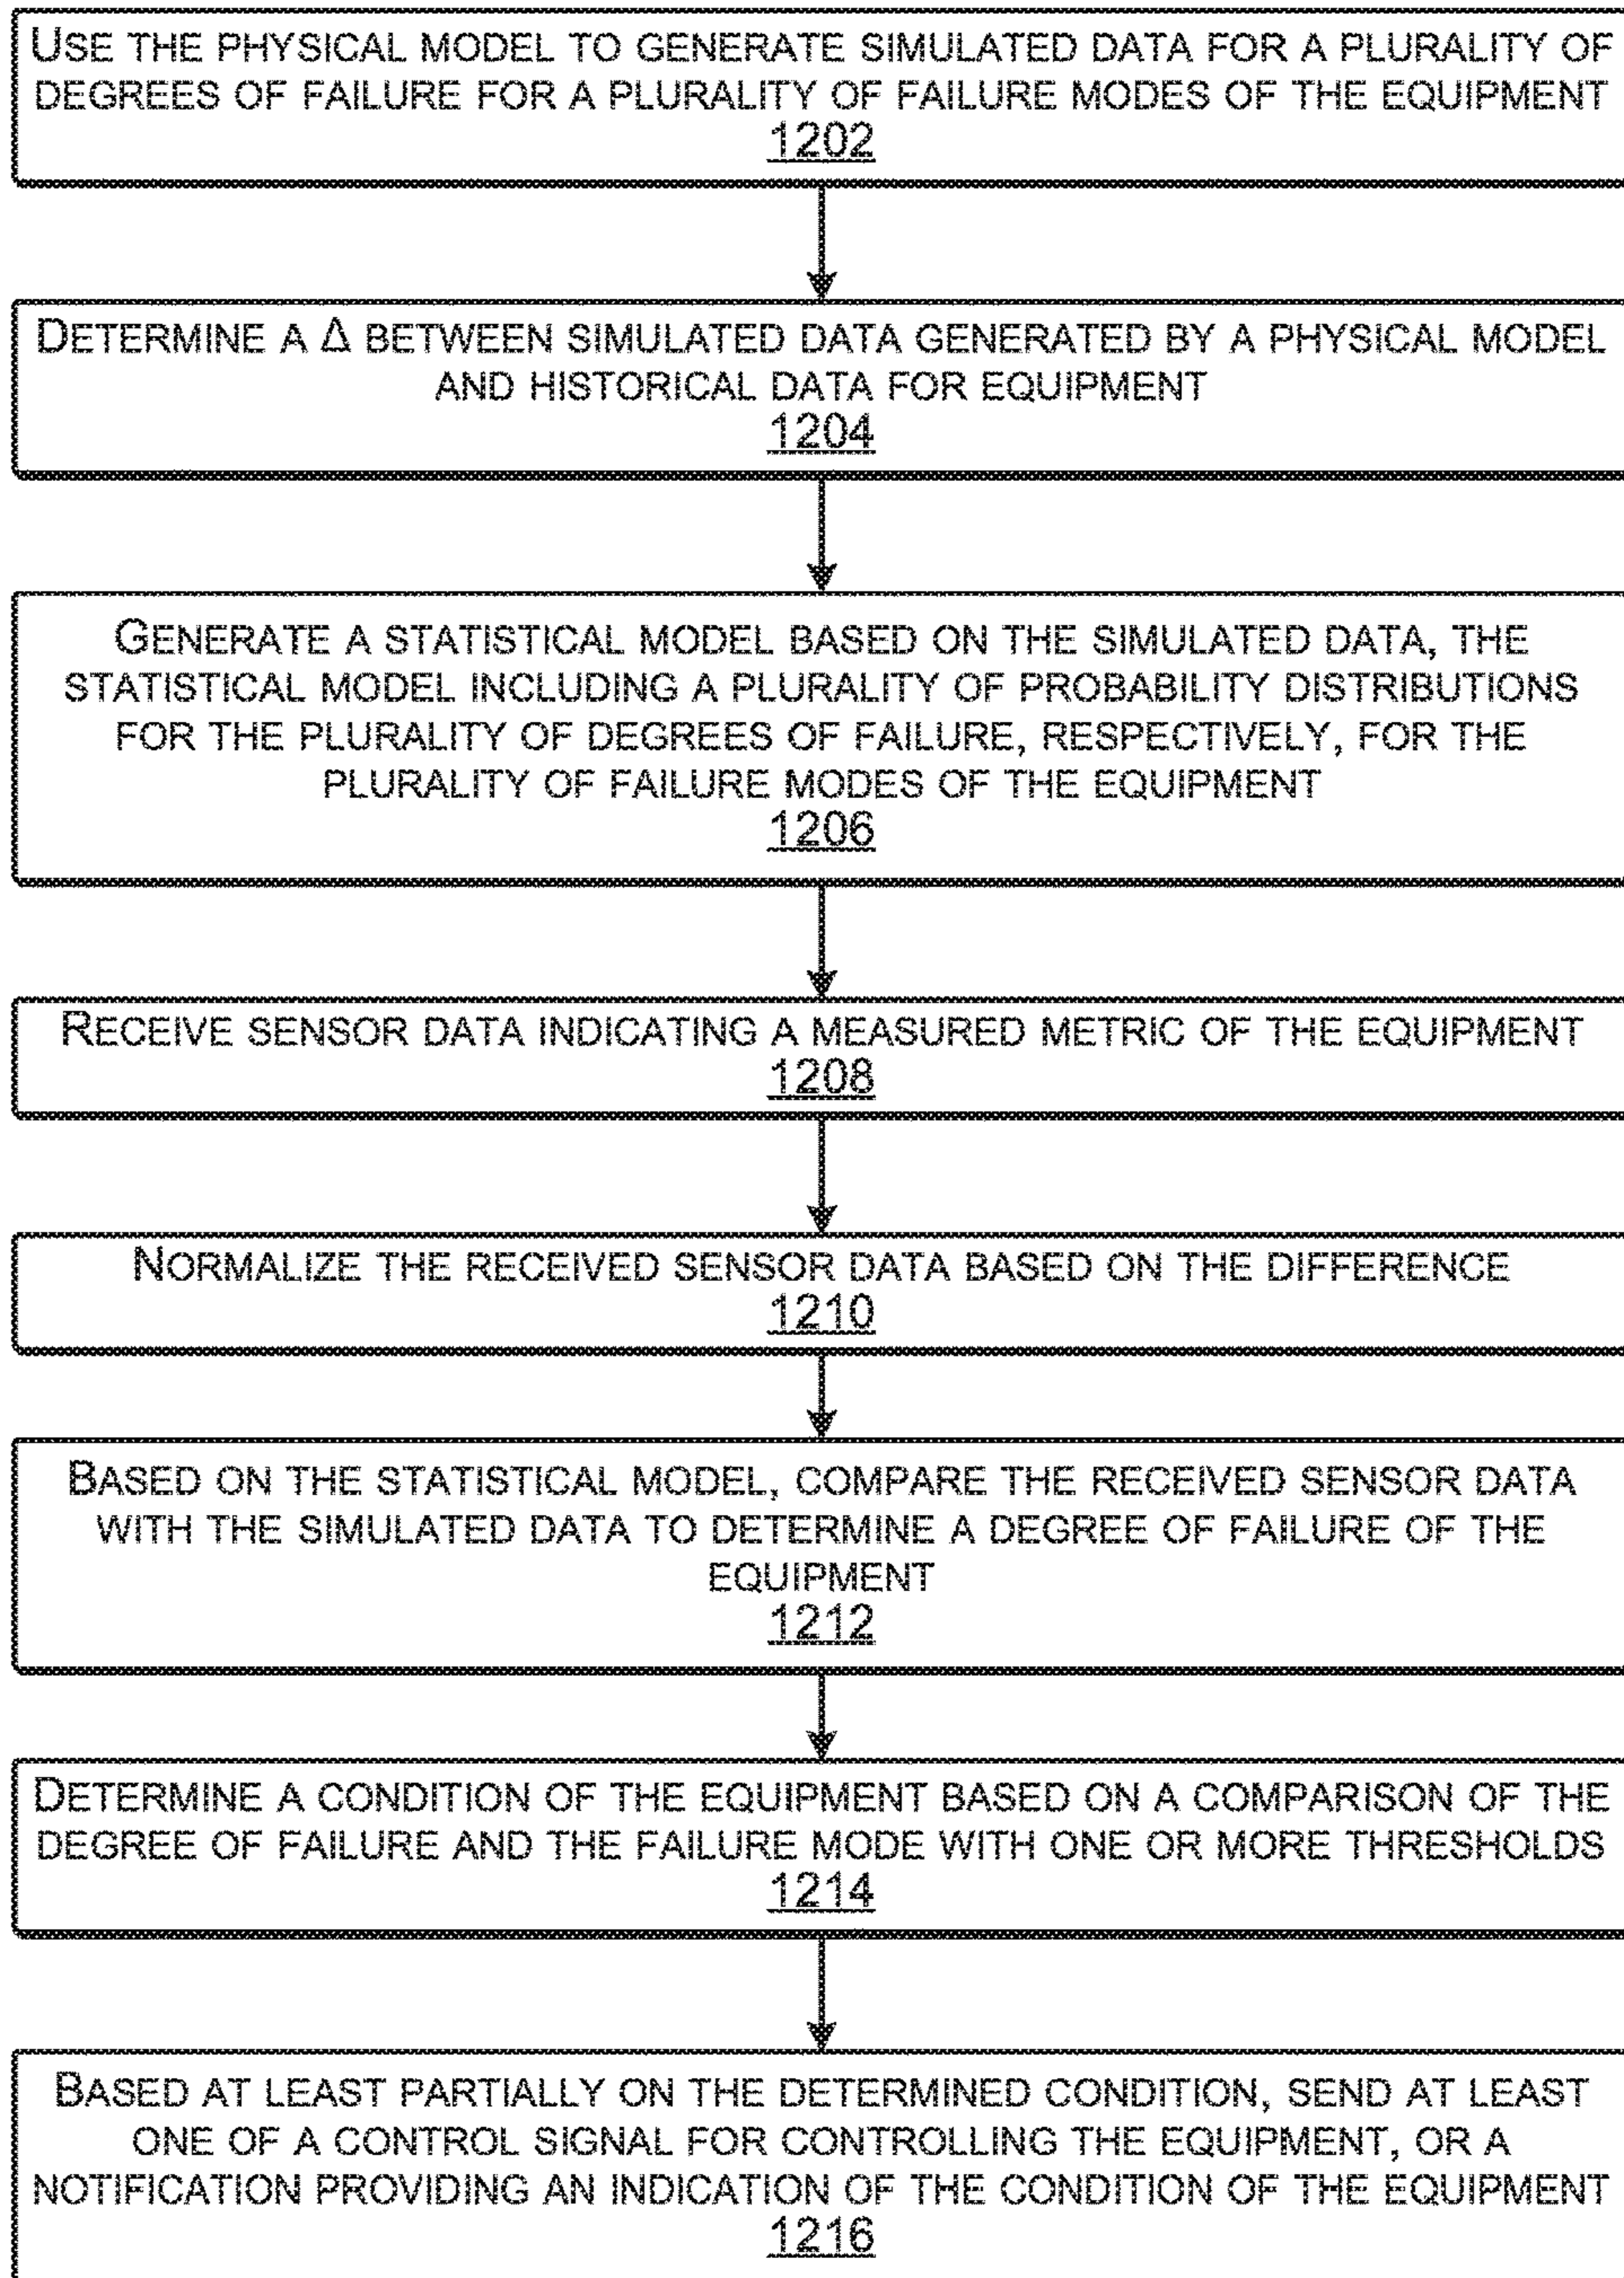 USE THE PHYSICAL MODEL TO GENERATE SIMULATED DATA FOR A PLURALITY OF
DEGREES OF FAILURE FOR A PLURALITY OF FAILURE MODES OF THE EQUIPMENT
1202
DETERMINE A Δ BETWEEN SIMULATED DATA GENERATED BY A PHYSICAL MODEL
AND HISTORICAL DATA FOR EQUIPMENT
1204
GENERATE A STATISTICAL MODEL BASED ON THE SIMULATED DATA, THE
STATISTICAL MODEL INCLUDING A PLURALITY OF PROBABILITY DISTRIBUTIONS
FOR THE PLURALITY OF DEGREES OF FAILURE, RESPECTIVELY, FOR THE
PLURALITY OF FAILURE MODES OF THE EQUIPMENT
1206
RECEIVE SENSOR DATA INDICATING A MEASURED METRIC OF THE EQUIPMENT
1208
NORMALIZE THE RECEIVED SENSOR DATA BASED ON THE DIFFERENCE
1210
BASED ON THE STATISTICAL MODEL, COMPARE THE RECEIVED SENSOR DATA
WITH THE SIMULATED DATA TO DETERMINE A DEGREE OF FAILURE OF THE
EQUIPMENT
1212
DETERMINE A CONDITION OF THE EQUIPMENT BASED ON A COMPARISON OF THE
DEGREE OF FAILURE AND THE FAILURE MODE WITH ONE OR MORE THRESHOLDS
1214
BASED AT LEAST PARTIALLY ON THE DETERMINED CONDITION, SEND AT LEAST
ONE OF A CONTROL SIGNAL FOR CONTROLLING THE EQUIPMENT, OR A
NOTIFICATION PROVIDING AN INDICATION OF THE CONDITION OF THE EQUIPMENT
1216